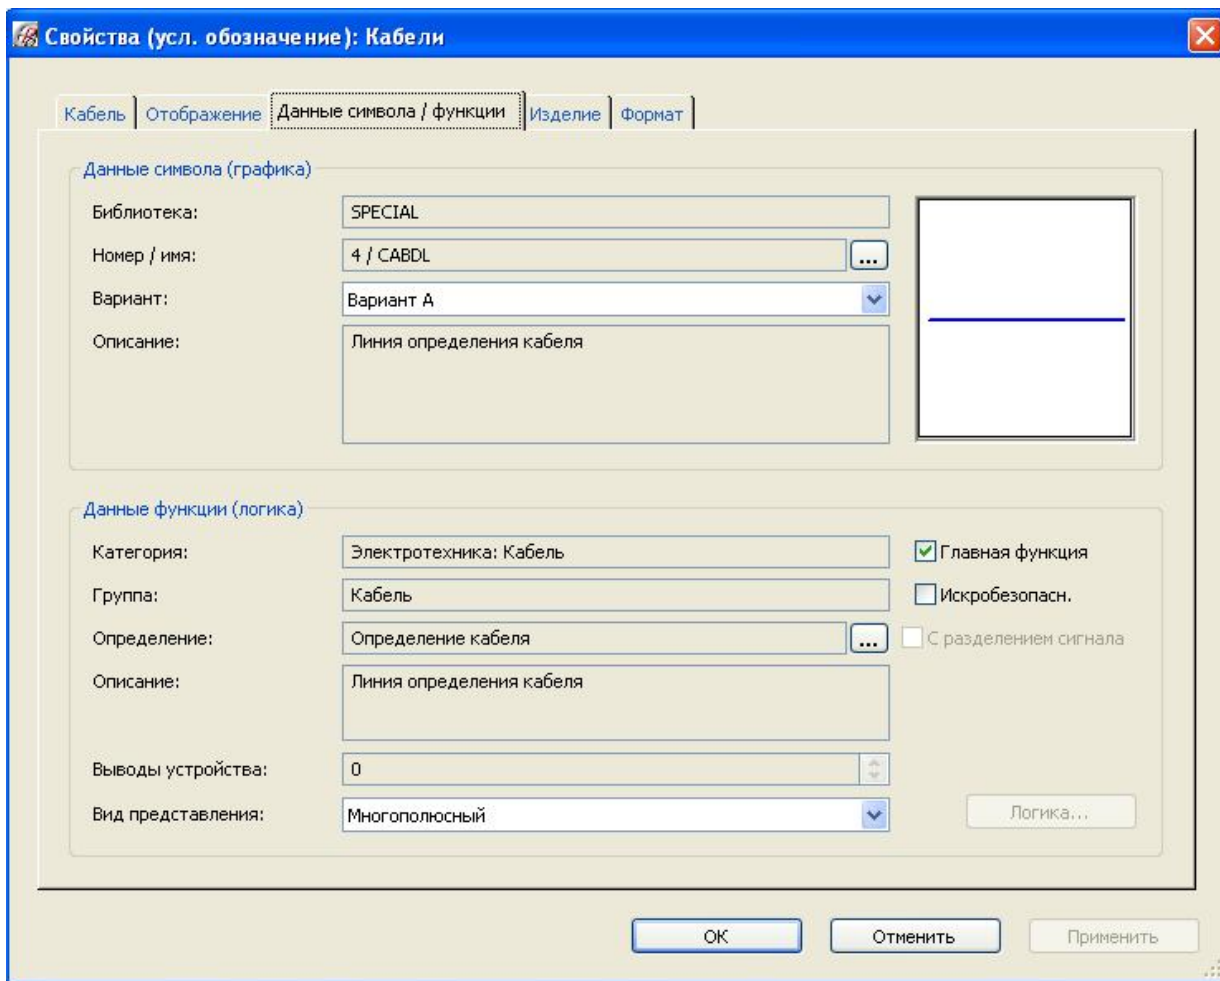 Свойства (усл. обозначение): Кабели
Кабель Отображение Данные символа / функции Изделие Формат
Данные символа (графика)
Библиотека: SPECIAL
Номер / имя: 4 / CABDL ...
Вариант: Вариант A
Описание: Линия определения кабеля
Данные функции (логика)
Категория: Электротехника: Кабель Главная функция
Группа: Кабель Искробезопасн.
Определение: Определение кабеля ... С разделением сигнала
Описание: Линия определения кабеля
Выводы устройства: 0
Вид представления: Многополюсный Логика...
OK Отменить Применить